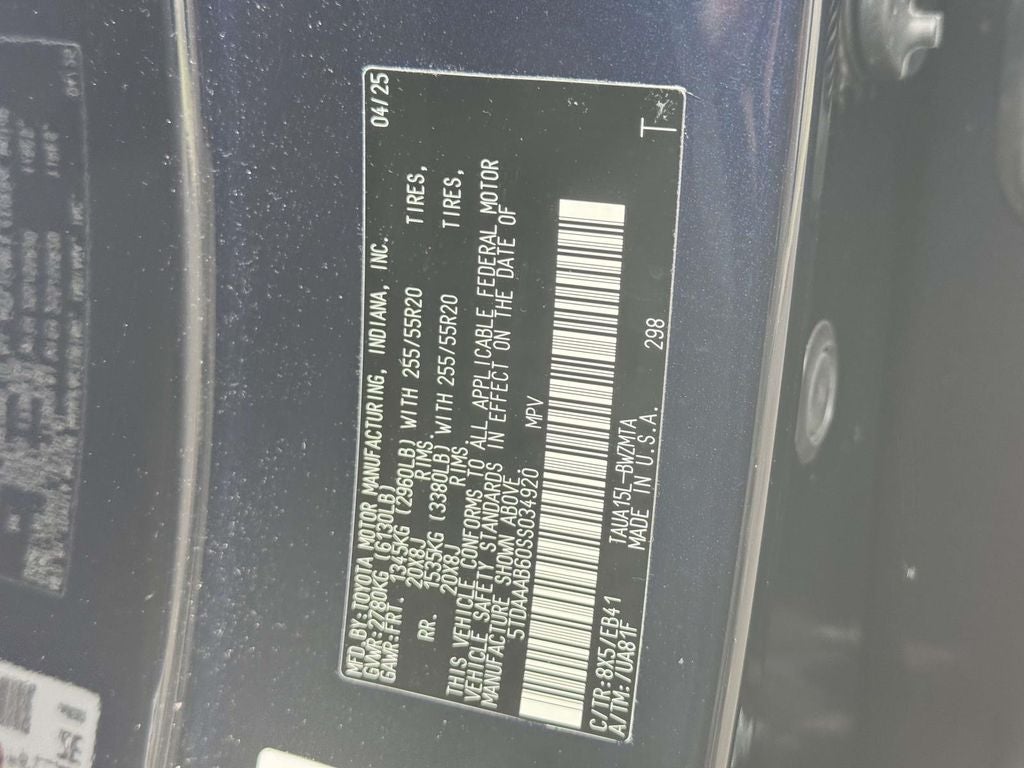 MFD.BY:TOYOTA MOTOR MANUFACTURING, INDIANA, INC. 04/25
GVWR:2780KG (6130LB)
GAWR:FRT 1345KG (2960LB) WITH 255/55R20 TIRES,
20X8J RIMS,
RR. 1535KG (3380LB) WITH 255/55R20 TIRES,
20X8J RIMS
THIS VEHICLE CONFORMS TO ALL APPLICABLE FEDERAL MOTOR
VEHICLE SAFETY STANDARDS IN EFFECT ON THE DATE OF
MANUFACTURE SHOWN ABOVE.
5TDAAAB60SS034920 MPV
C/TR:8X5/EB41 TAUA15L-BWZMTA 298 T
A/TM:/UA81F MADE IN U.S.A.